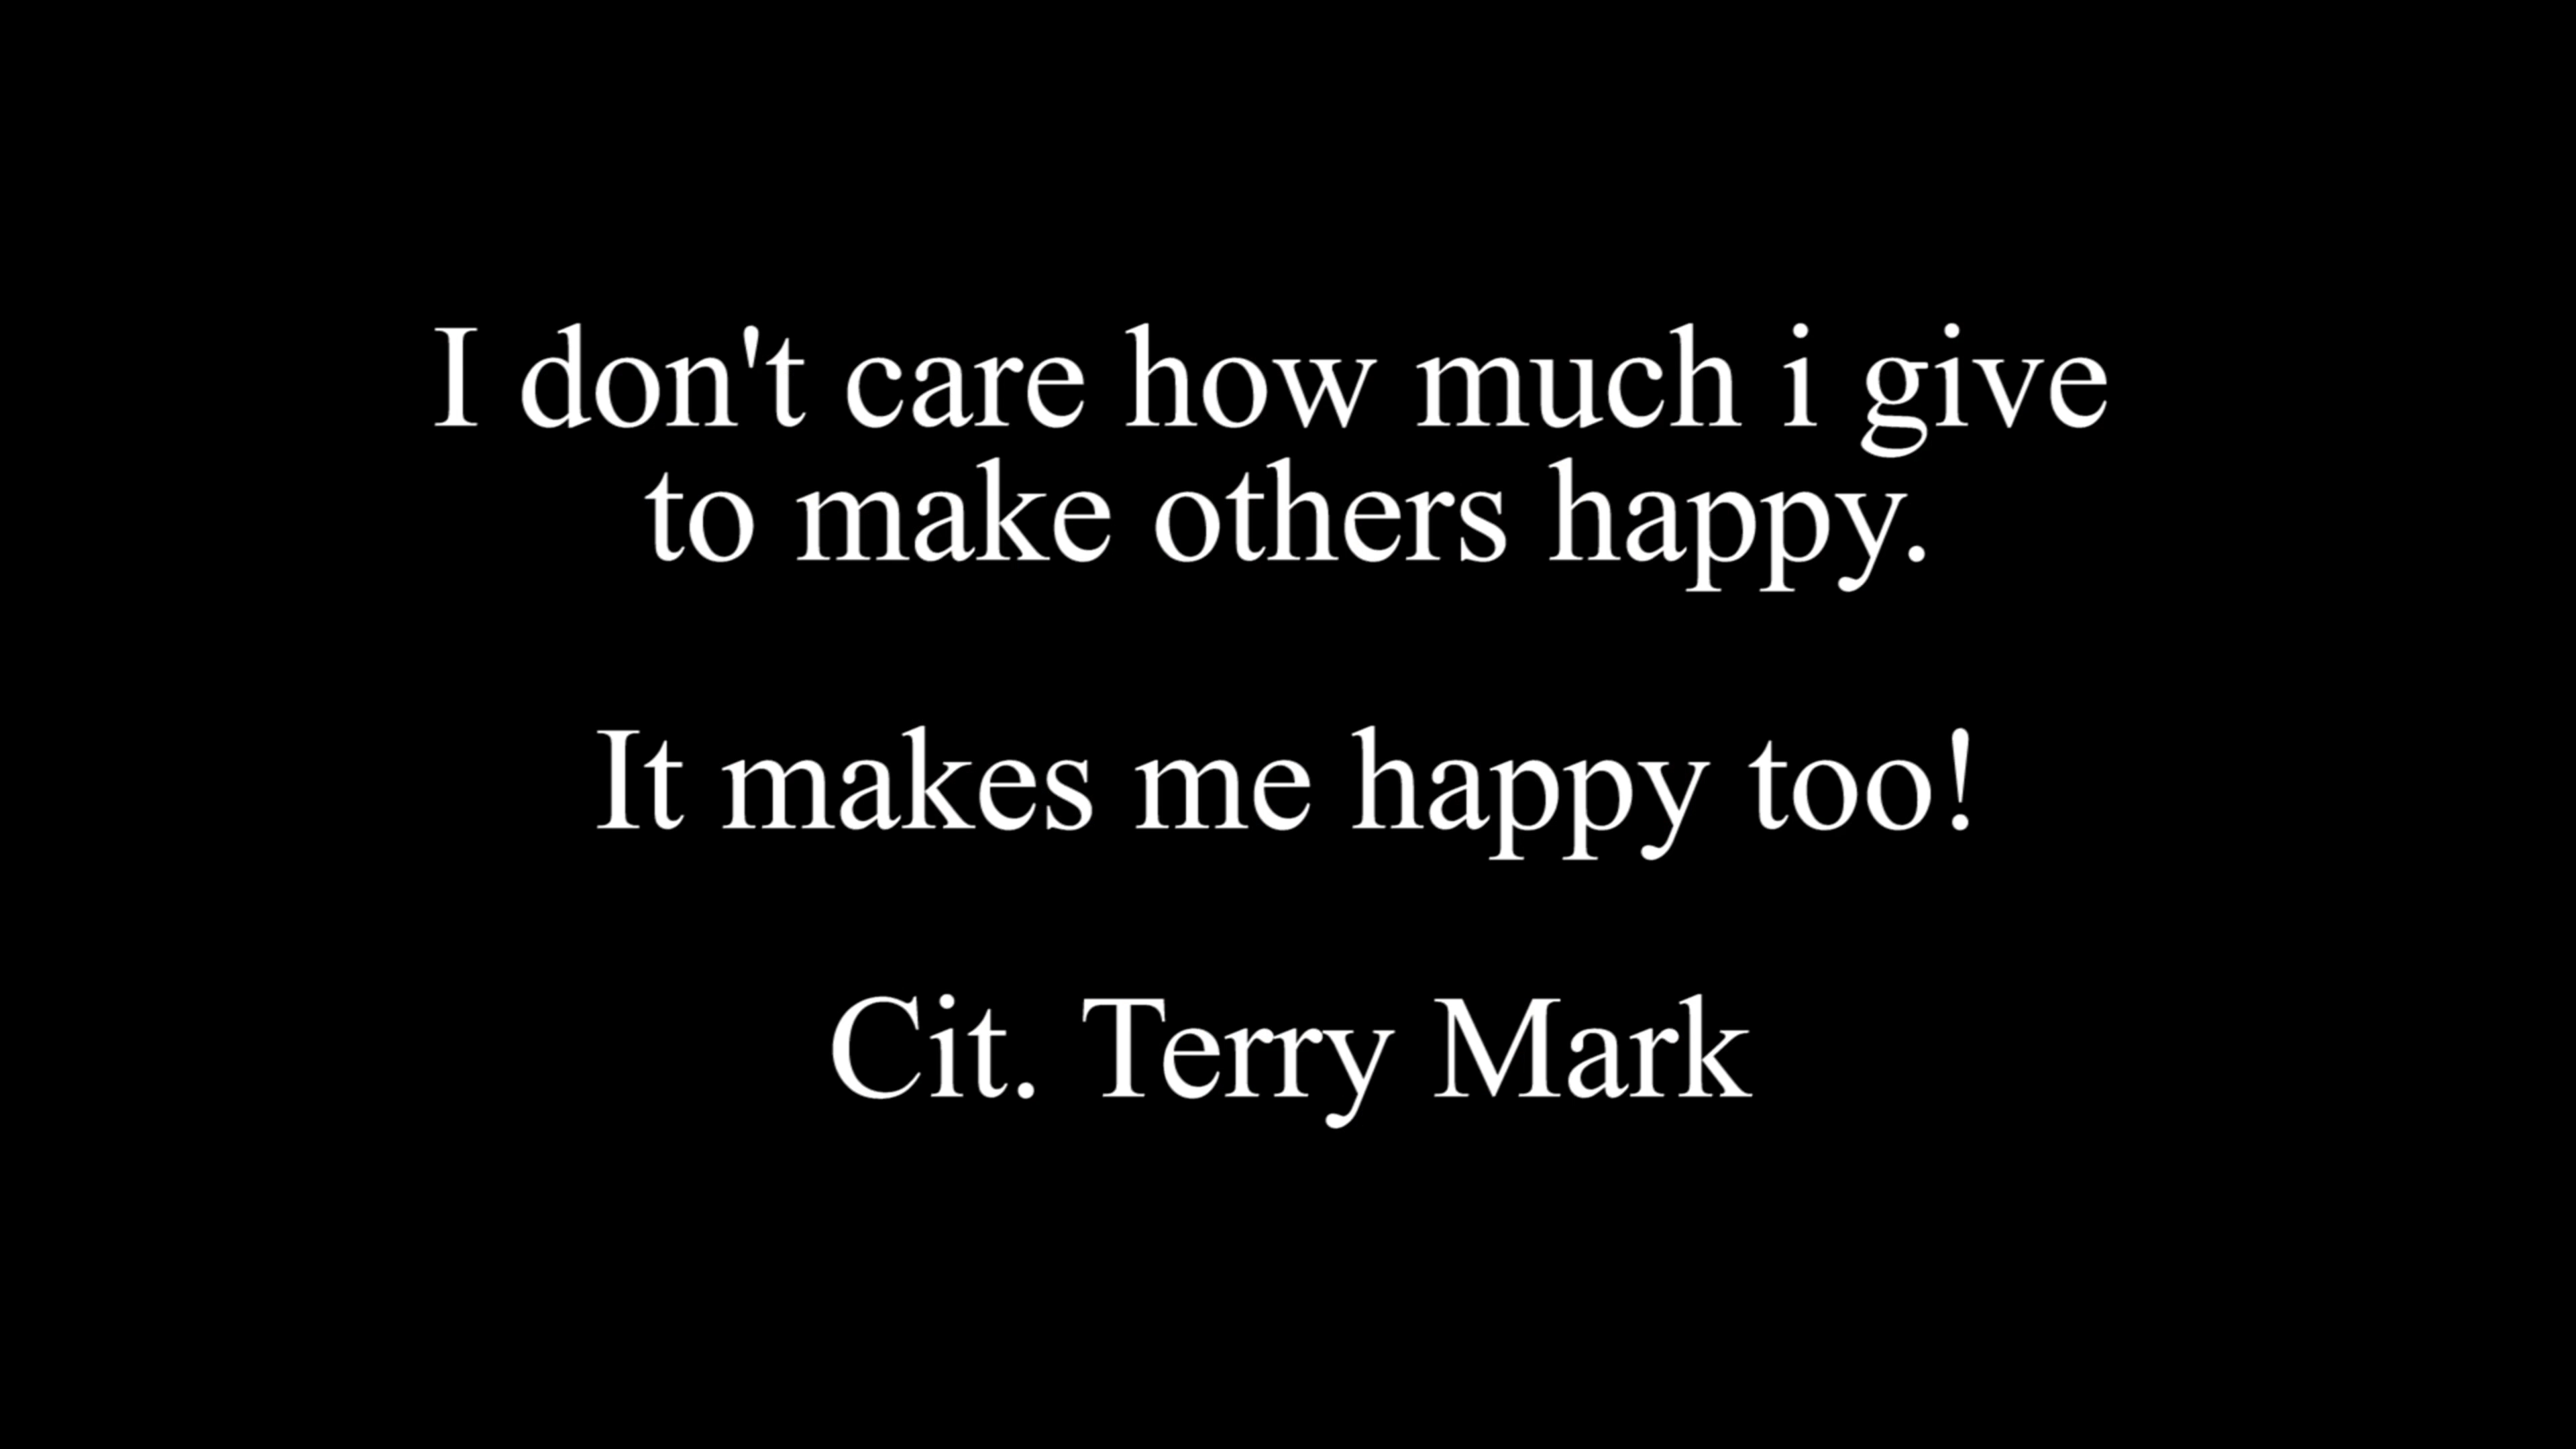 I don't care how much i give
to make others happy.
It makes me happy too!
Cit. Terry Mark